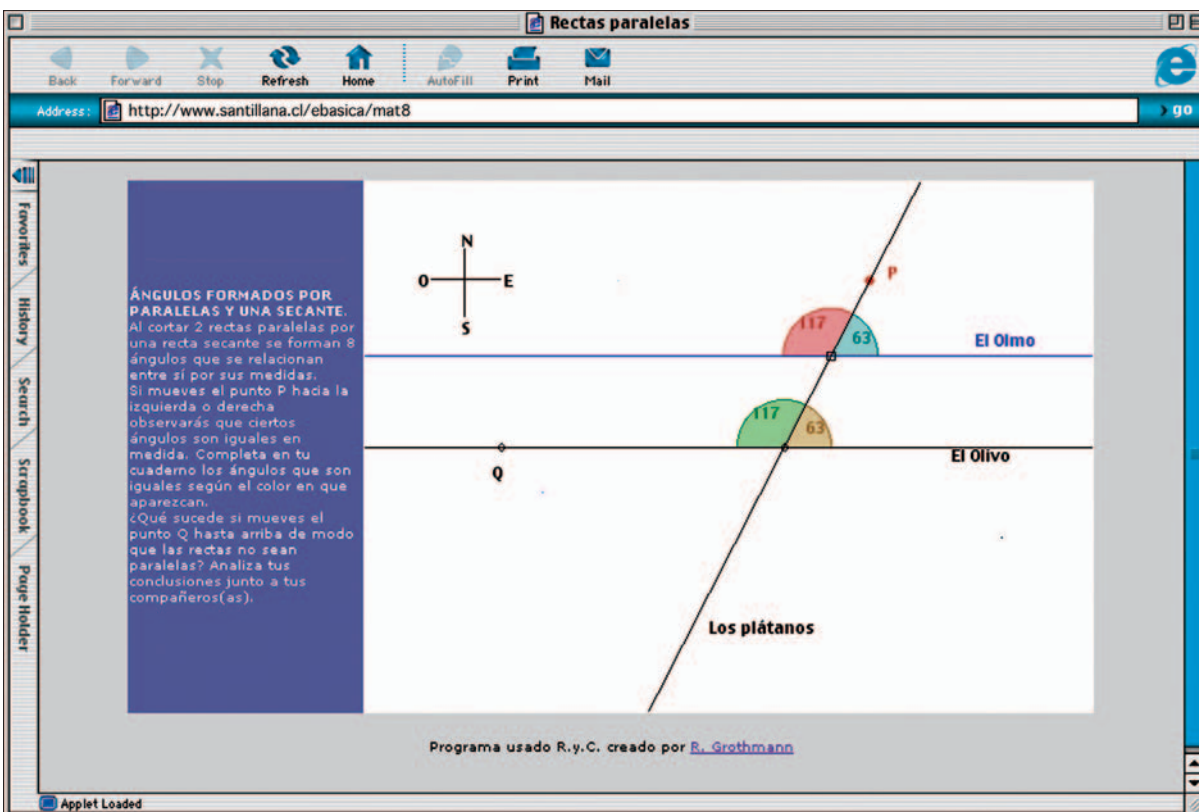 Rectas paralelas
Back Forward Stop Refresh Home AutoFill Print Mail
Address: http://www.santillana.cl/ebasica/mat8 go
Favorites
History
Search
Scrapbook
Page Holder
ÁNGULOS FORMADOS POR
PARALELAS Y UNA SECANTE.
Al cortar 2 rectas paralelas por
una recta secante se forman 8
ángulos que se relacionan
entre sí por sus medidas.
Si mueves el punto P hacia la
izquierda o derecha
observarás que ciertos
ángulos son iguales en
medida. Completa en tu
cuaderno los ángulos que son
iguales según el color en que
aparezcan.
¿Qué sucede si mueves el
punto Q hasta arriba de modo
que las rectas no sean
paralelas? Analiza tus
conclusiones junto a tus
compañeros(as).
N
O E
S
P
117 63
El Olmo
117 63
El Olivo
Q
Los plátanos
Programa usado R.y.C. creado por R. Grothmann
Applet Loaded